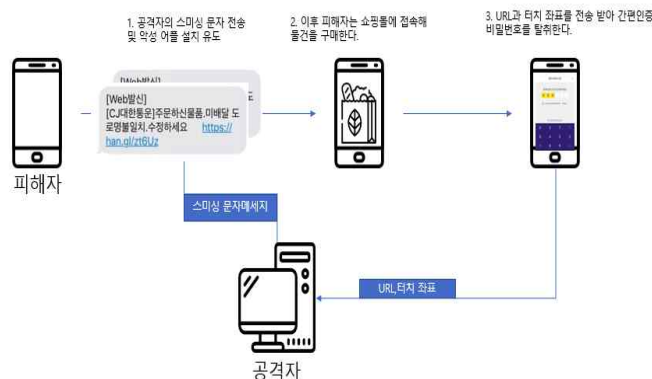 1. 공격자의 스미싱 문자 전송
및 악성 어플 설치 유도
2. 이후 피해자는 쇼핑몰에 접속해
물건을 구매한다.
3. URL과 터치 좌표를 전송 받아 간편인증
비밀번호를 탈취한다.
[Web발신]
[Web발신]
[CJ대한통운]주문하신물품.미배달 도
로명불일치.수정하세요 https://
han.gl/zt6Uz
도
피해자
스미싱 문자메세지
URL,터치 좌표
공격자